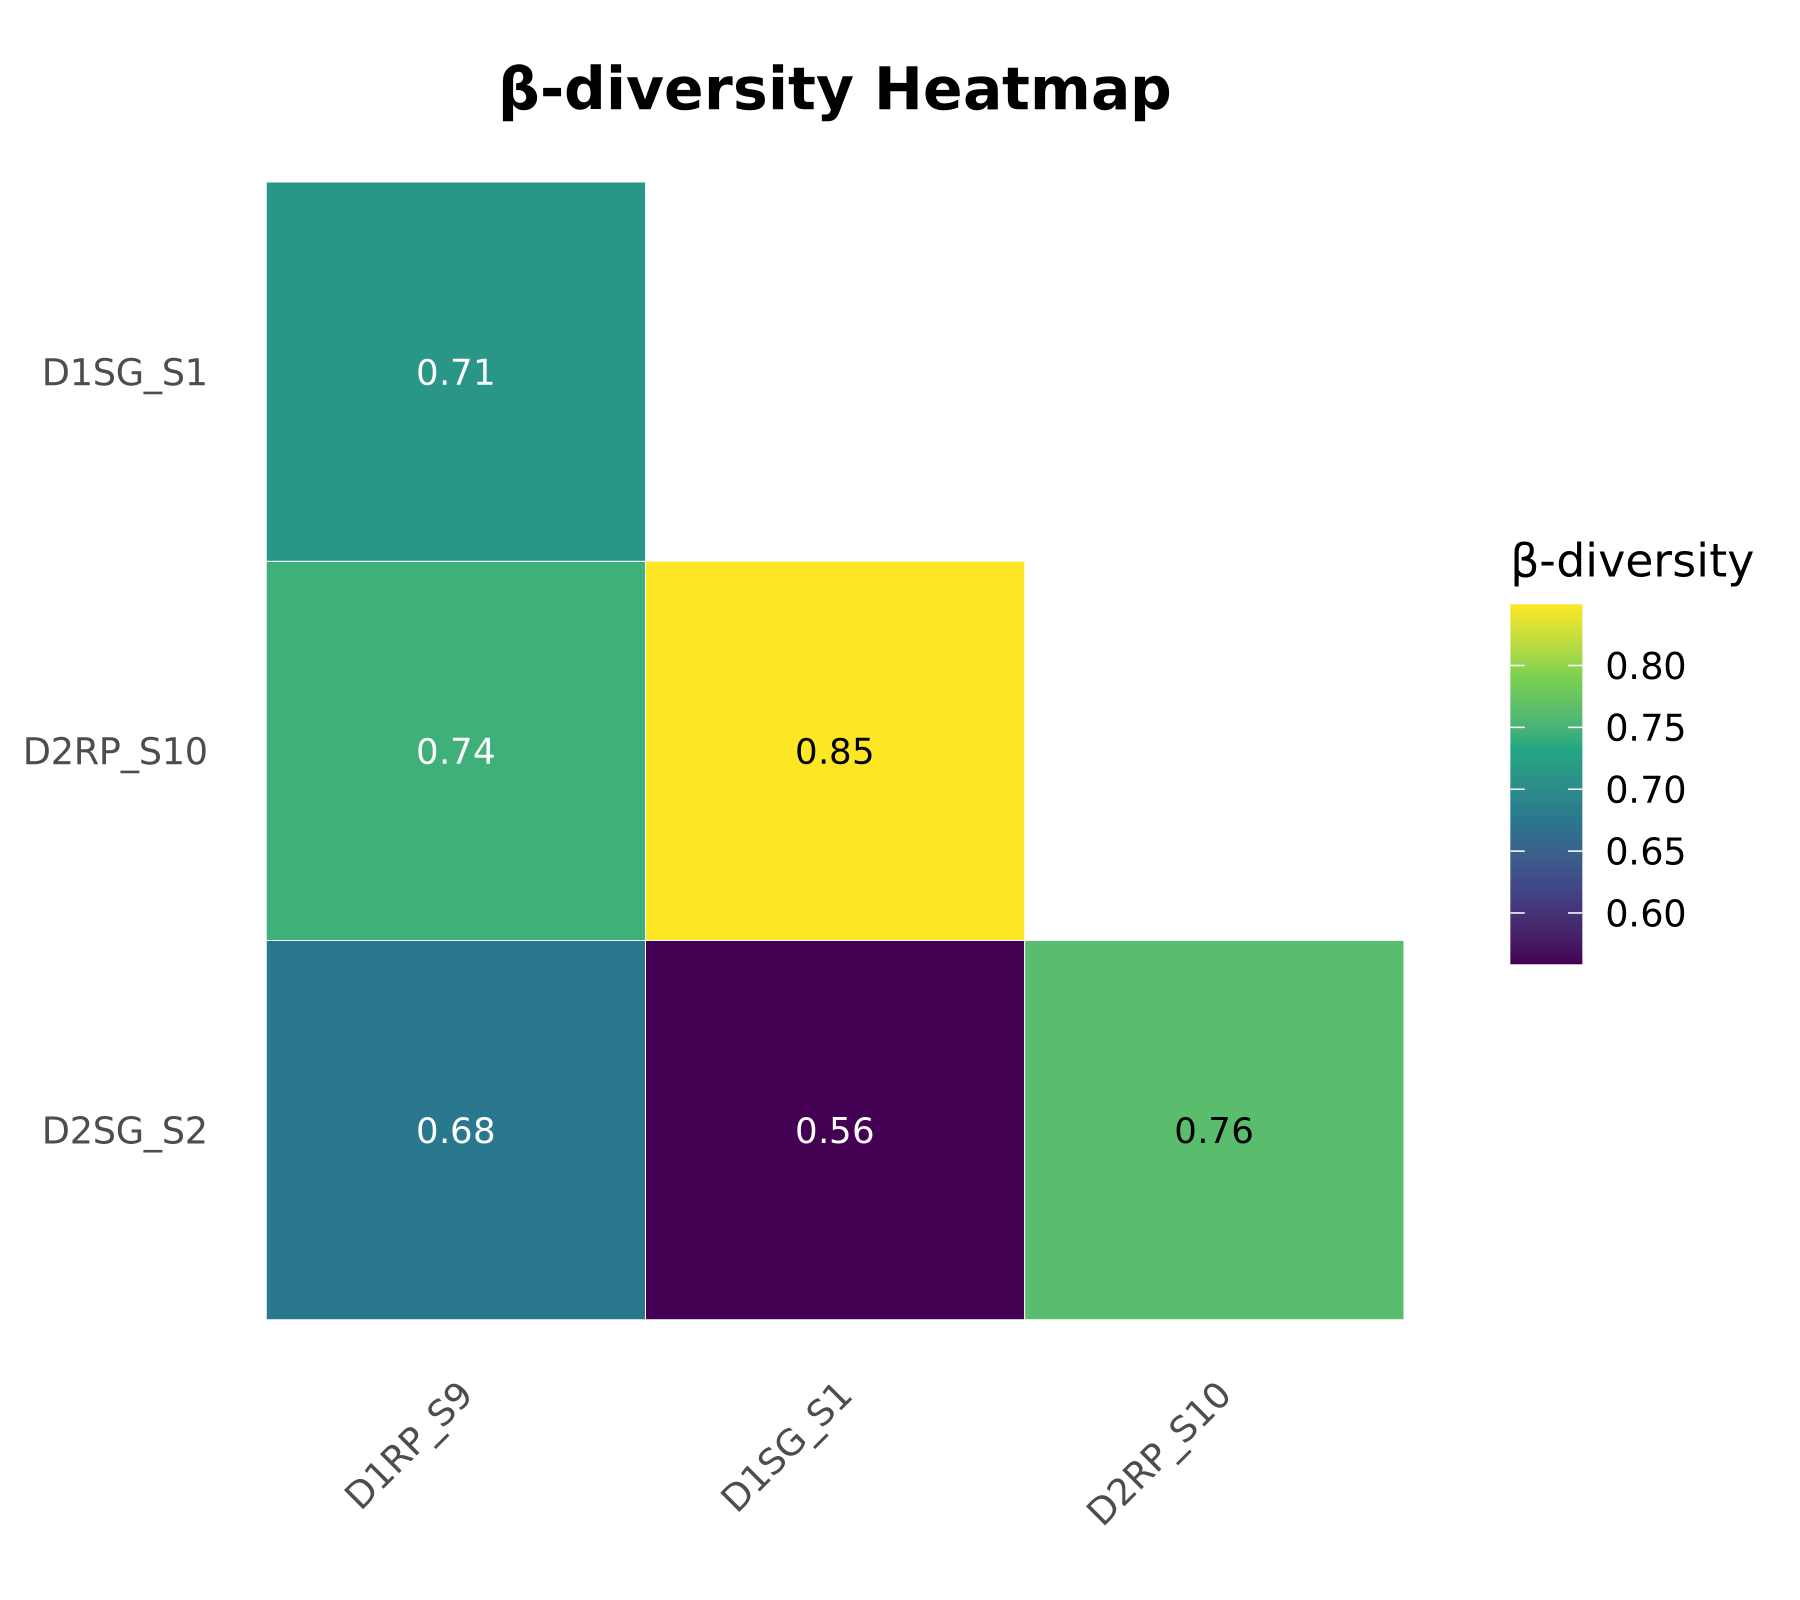 β-diversity Heatmap
D1SG_S1
0.71
D2RP_S10
0.74
0.85
D2SG_S2
0.68
0.56
0.76
D1RP_S9
D1SG_S1
D2RP_S10
β-diversity
0.80
0.75
0.70
0.65
0.60